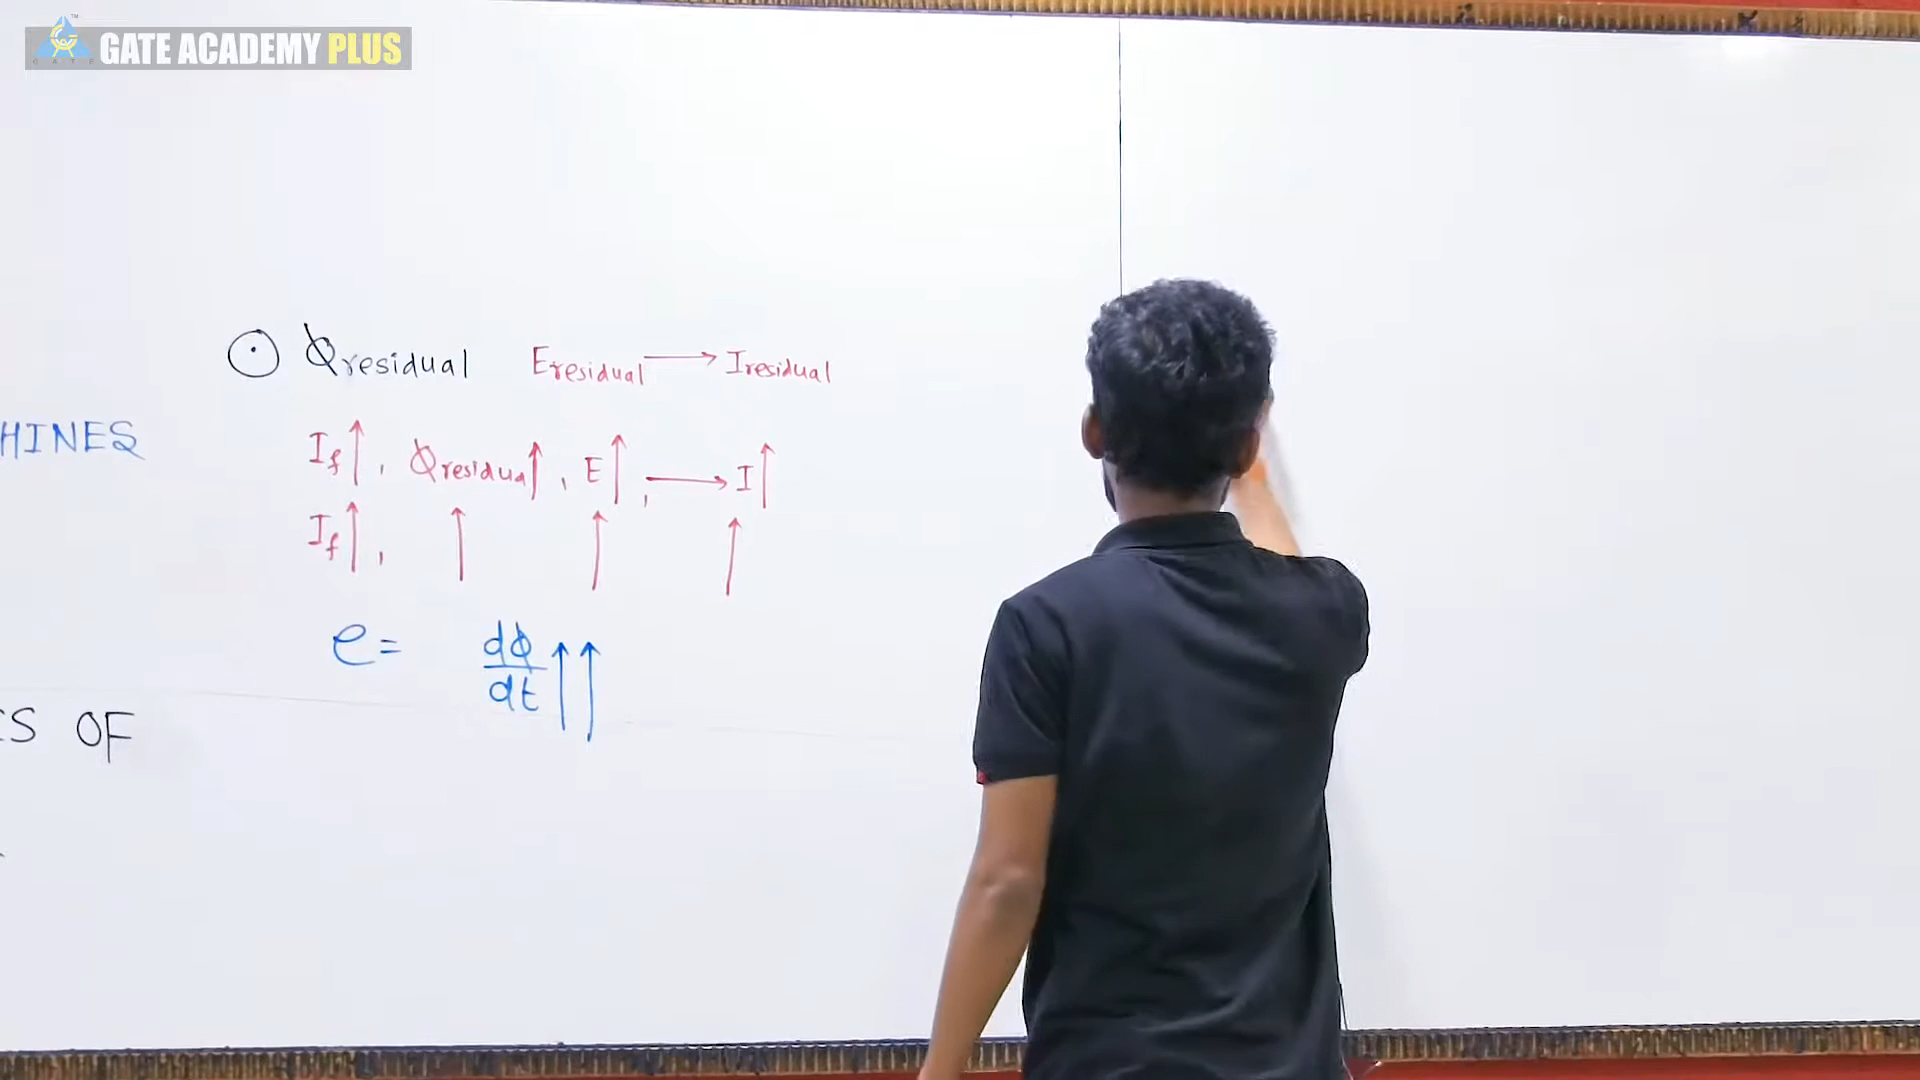 GATE ACADEMY PLUS
ϕresidual Eresidual → Iresidual
HINES
If↑, ϕresidual↑, E↑, → I↑
If↑, ↑ ↑ ↑
e = dϕ/dt ↑↑
S OF